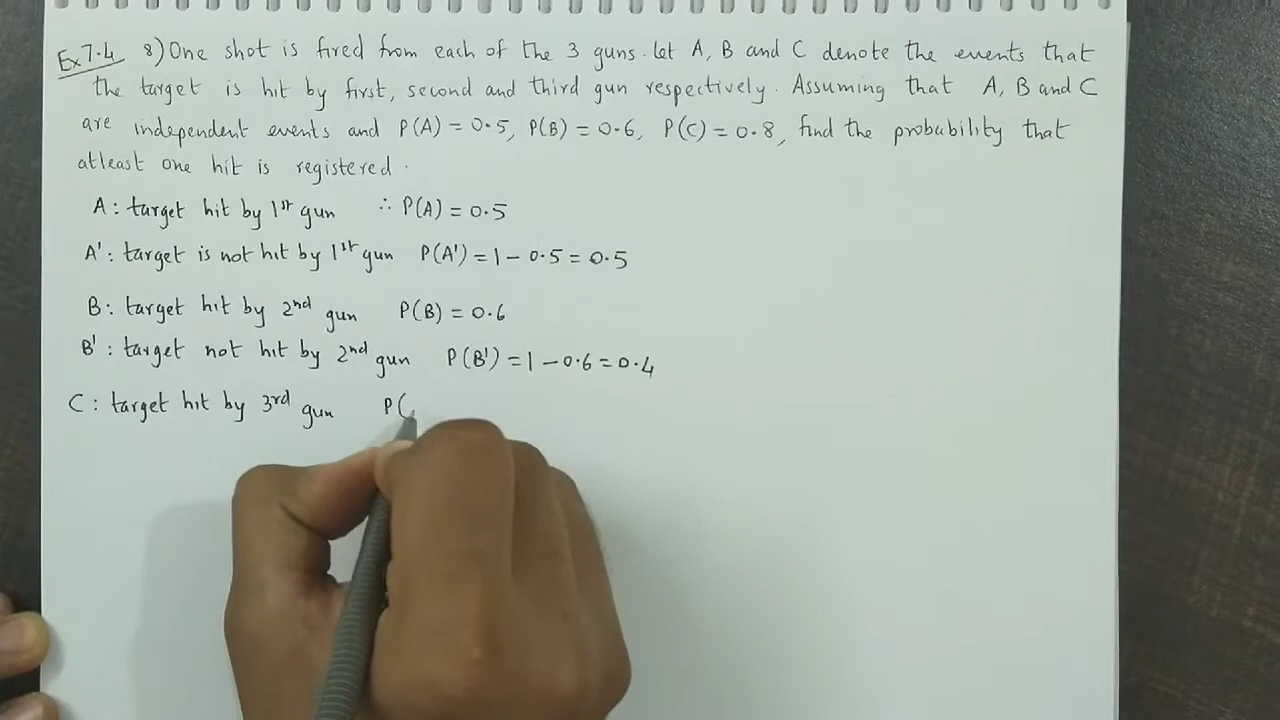 Ex 7.4 8) One shot is fired from each of the 3 guns. let A, B and C denote the events that
the target is hit by first, second and third gun respectively. Assuming that A, B and C
are independent events and P(A) = 0.5, P(B) = 0.6, P(C) = 0.8, find the probability that
atleast one hit is registered.
A: target hit by 1st gun ∴ P(A) = 0.5
A': target is not hit by 1st gun P(A') = 1 - 0.5 = 0.5
B: target hit by 2nd gun P(B) = 0.6
B': target not hit by 2nd gun P(B') = 1 - 0.6 = 0.4
C: target hit by 3rd gun P(